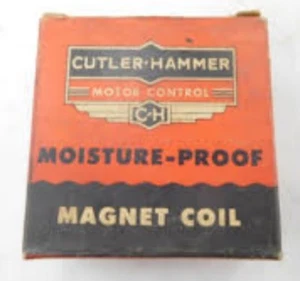 CUTLER-HAMMER
MOTOR CONTROL
C-H
MOISTURE-PROOF
MAGNET COIL